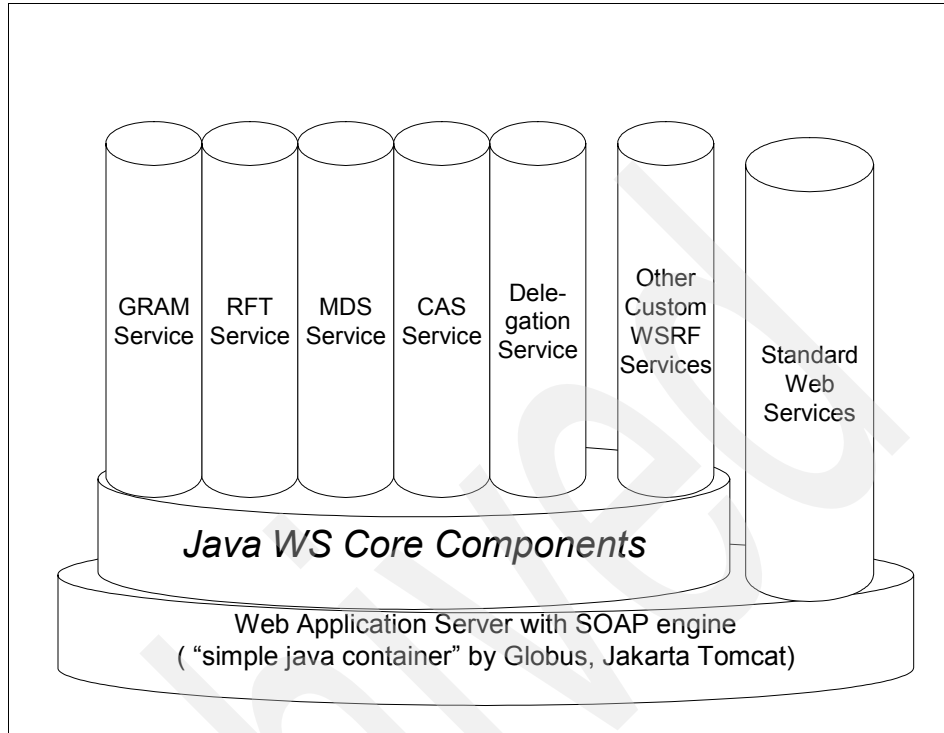 GRAM
Service
RFT
Service
MDS
Service
CAS
Service
Dele-
gation
Service
Other
Custom
WSRF
Services
Standard
Web
Services
Java WS Core Components
Web Application Server with SOAP engine
( “simple java container” by Globus, Jakarta Tomcat)
hived